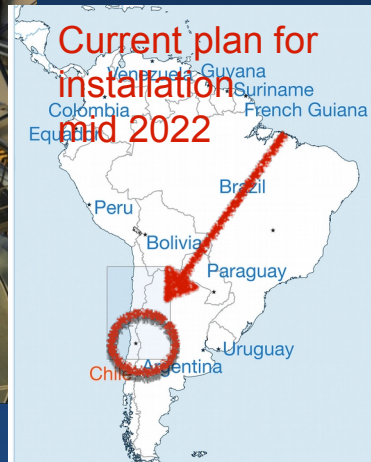 Current plan for
installation
mid 2022
Venezuela
Guyana
Suriname
Colombia
French Guiana
Ecuador
Brazil
Peru
Bolivia
Paraguay
Uruguay
Argentina
Chile